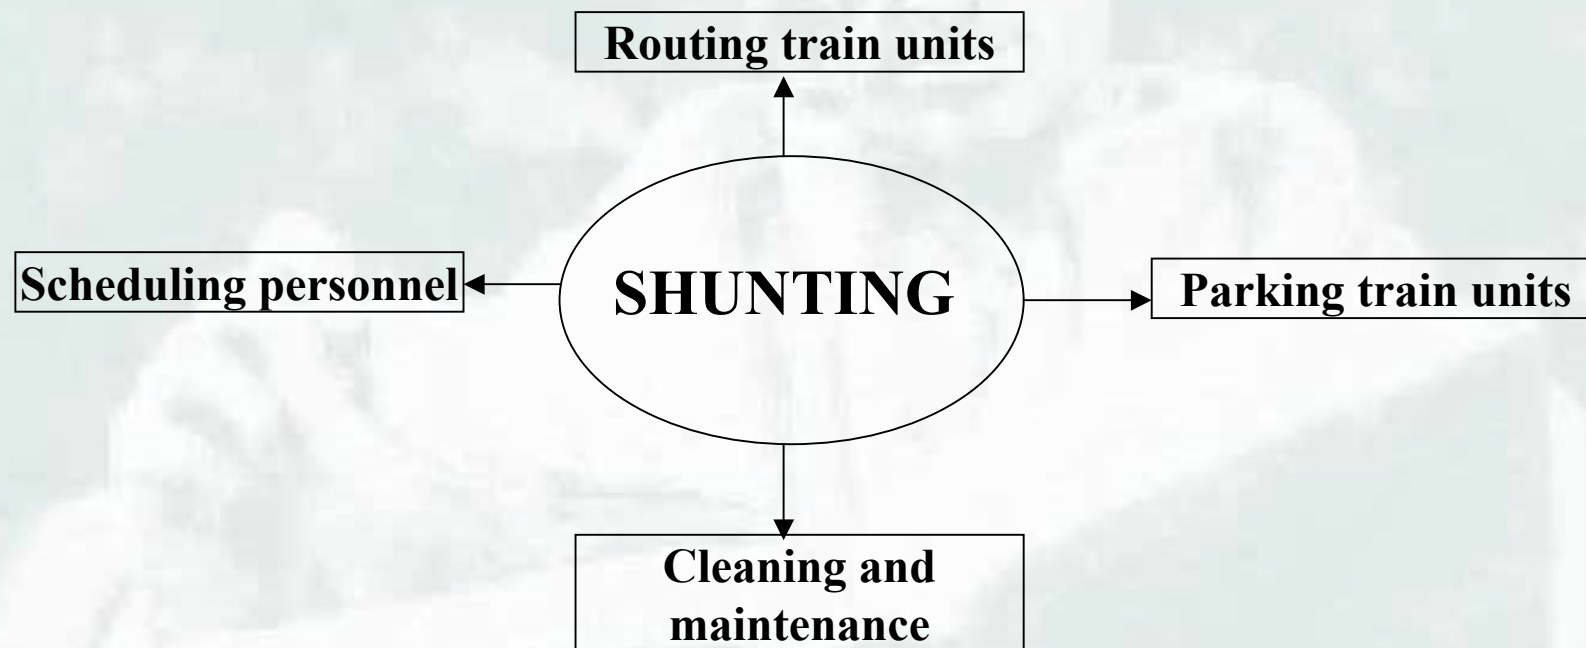 Routing train units
Scheduling personnel
SHUNTING
Parking train units
Cleaning and
maintenance